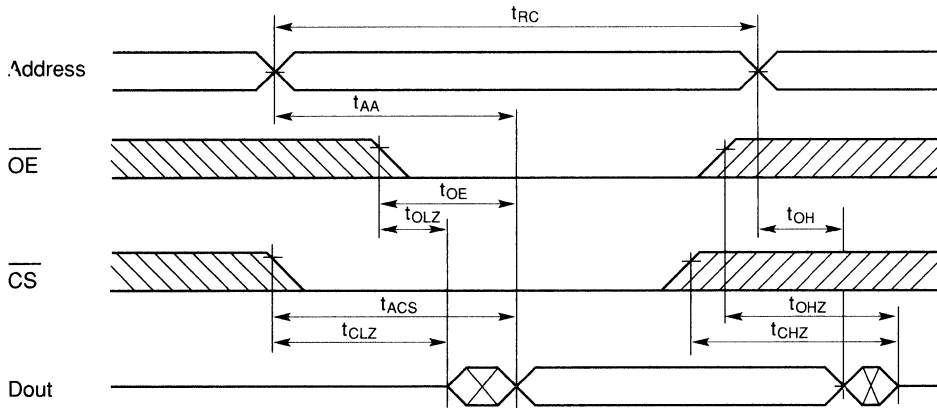 tRC
Address
tAA
OE
tOE
tOLZ
tOH
CS
tACS
tOHZ
tCLZ
tCHZ
Dout